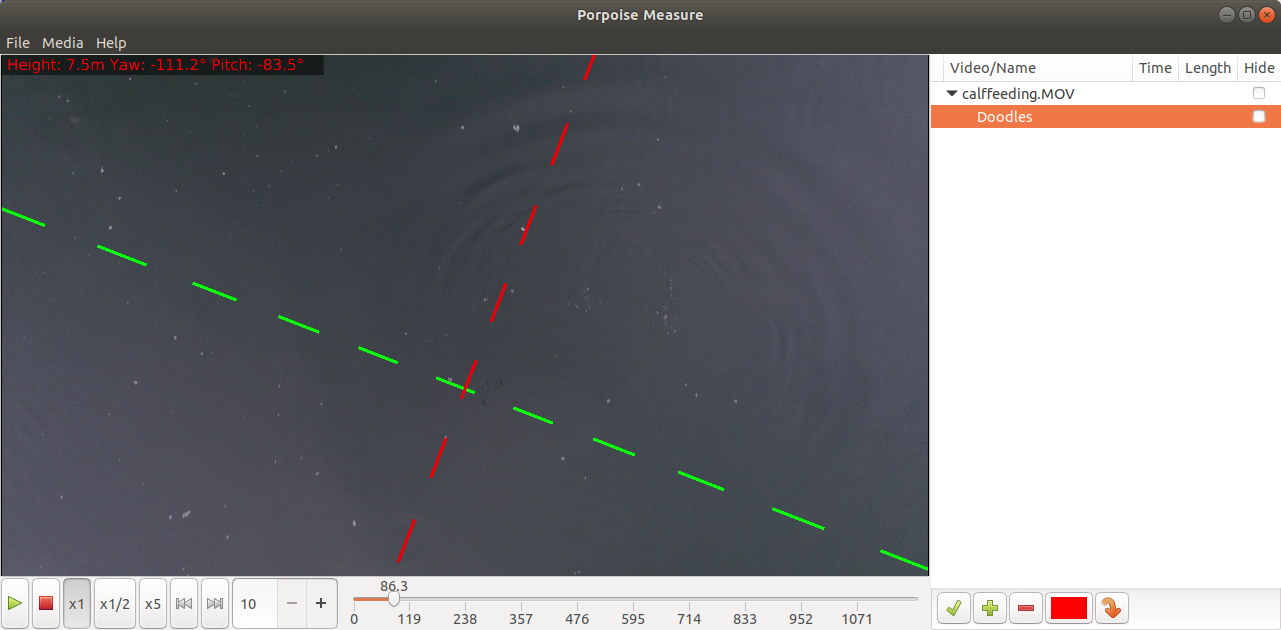 Porpoise Measure
File Media Help
Height: 7.5m Yaw: -111.2° Pitch: -83.5°
Video/Name Time Length Hide
calffeeding.MOV
Doodles
x1 x1/2 x5 10
86.3
0 119 238 357 476 595 714 833 952 1071